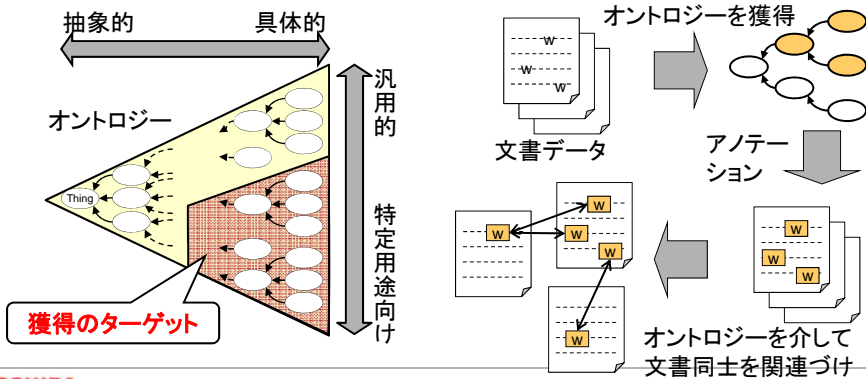 抽象的
具体的
オントロジー
Thing
汎用的
特定用途向け
獲得のターゲット
オントロジーを獲得
w
w
w
文書データ
アノテー
ション
w
w
w
オントロジーを介して
文書同士を関連づけ
w
w
w
w
w